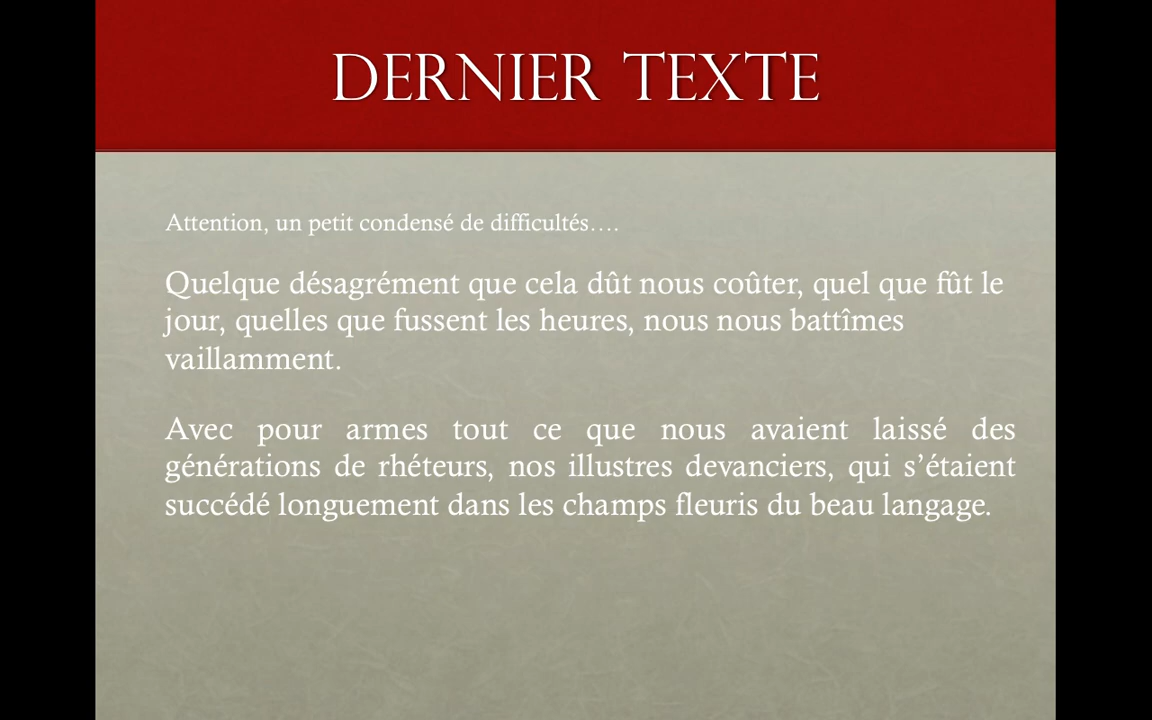 DERNIER TEXTE
Attention, un petit condensé de difficultés….
Quelque désagrément que cela dût nous coûter, quel que fût le
jour, quelles que fussent les heures, nous nous battîmes
vaillamment.
Avec pour armes tout ce que nous avaient laissé des
générations de rhéteurs, nos illustres devanciers, qui s’étaient
succédé longuement dans les champs fleuris du beau langage.